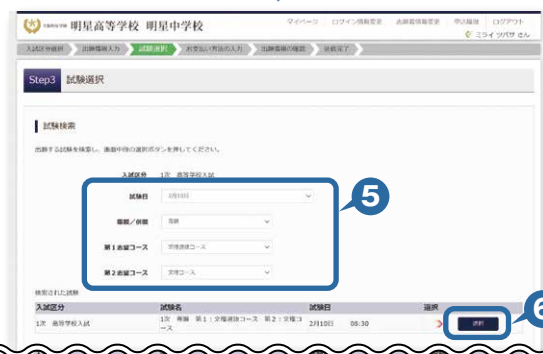 明星高等学校 明星中学校
マイページ ログイン情報変更 志願者情報変更 申込履歴 ログアウト
ミライ ツバサ さん
入試区分選択 出願情報入力 試験選択 お支払い方法の入力 出願情報の確認 送信完了
Step3 試験選択
試験検索
出願する試験を検索し、画面中段の選択ボタンを押してください。
入試区分 1次 高等学校入試
試験日 2月10日
5
専願/併願 専願
第1志望コース 文理選抜コース
第2志望コース 文理コース
検索された試験
入試区分 試験名 試験日 選択
1次 高等学校入試 1次 専願 第1:文理選抜コース 第2:文理コース 2月10日 08:30 選択
6